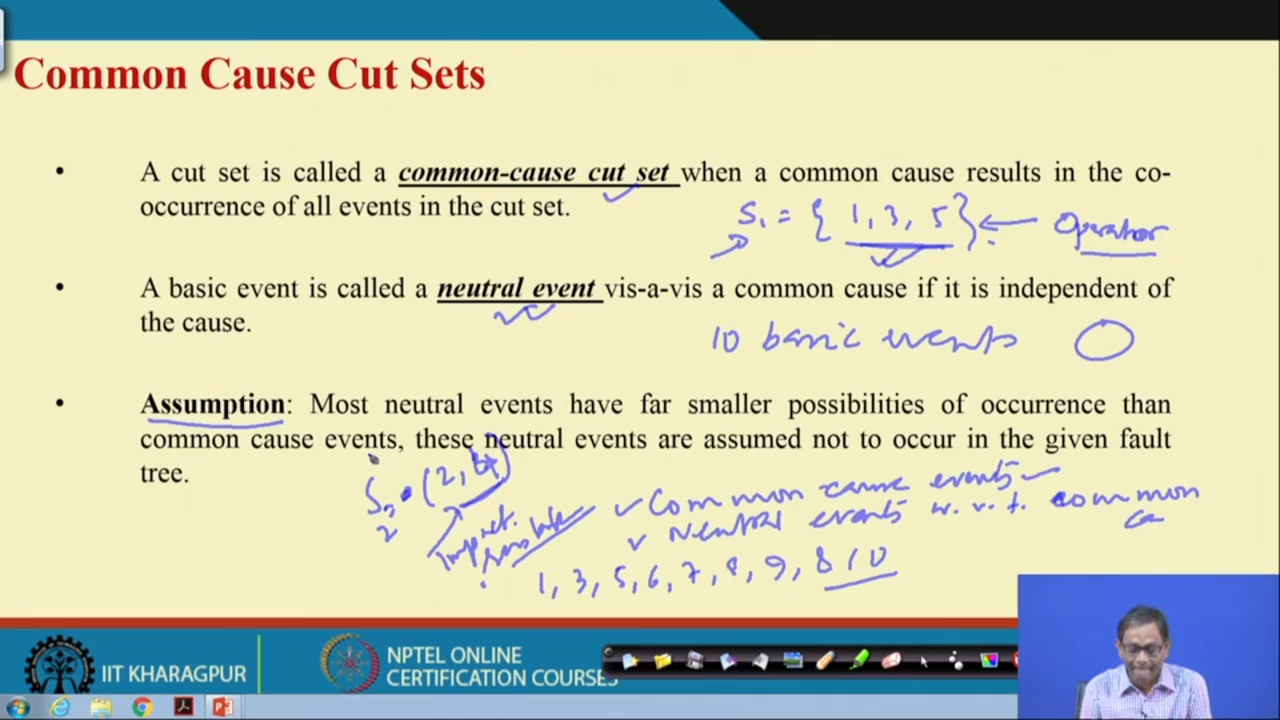 Common Cause Cut Sets
• A cut set is called a common-cause cut set when a common cause results in the co-
occurrence of all events in the cut set.
S1 = { 1, 3, 5 } ← Operator
• A basic event is called a neutral event vis-a-vis a common cause if it is independent of
the cause.
10 basic events
• Assumption: Most neutral events have far smaller possibilities of occurrence than
common cause events, these neutral events are assumed not to occur in the given fault
tree.
S2 (2, 4)
Common cause events
Neutral events w.r.t. common
ca
1, 3, 5, 6, 7, 8, 9, 8 10
IIT KHARAGPUR
NPTEL ONLINE
CERTIFICATION COURSES